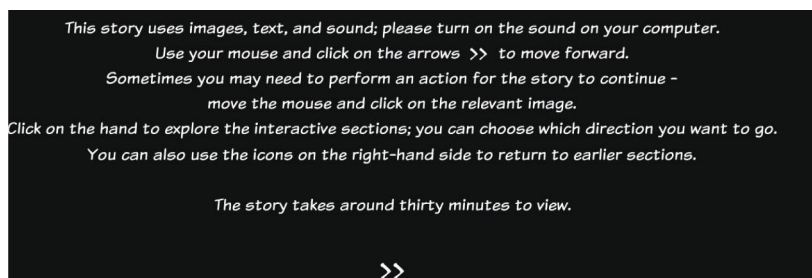 This story uses images, text, and sound; please turn on the sound on your computer.
Use your mouse and click on the arrows >> to move forward.
Sometimes you may need to perform an action for the story to continue -
move the mouse and click on the relevant image.
Click on the hand to explore the interactive sections; you can choose which direction you want to go.
You can also use the icons on the right-hand side to return to earlier sections.
The story takes around thirty minutes to view.
>>